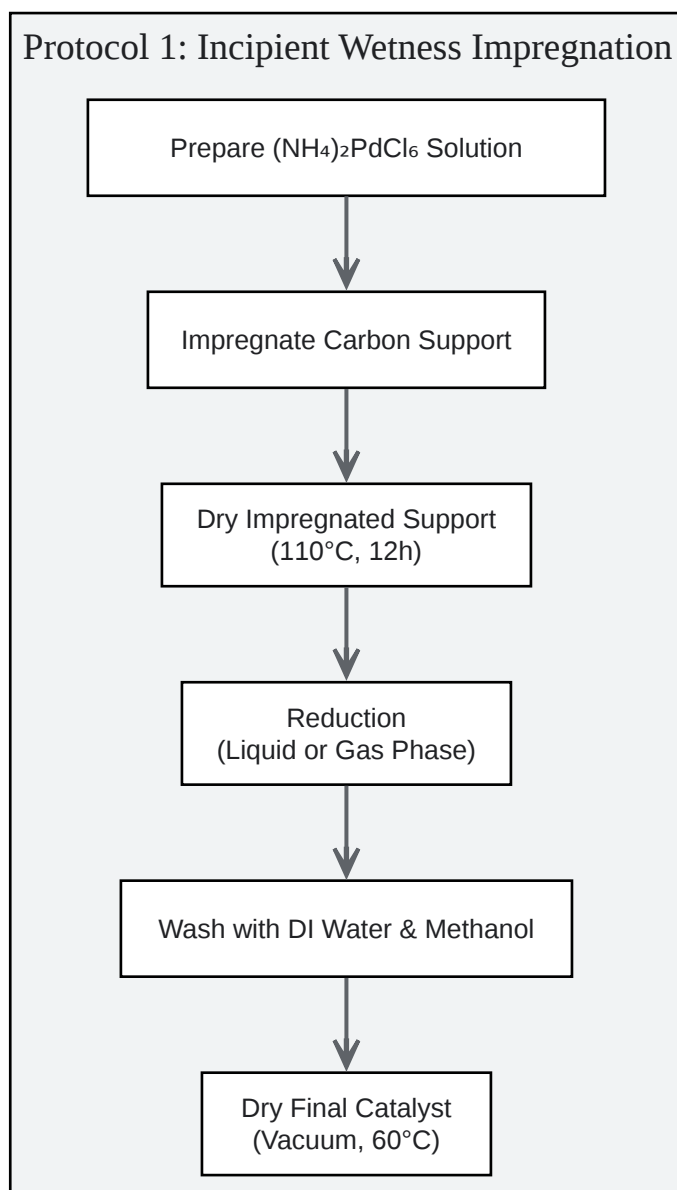 Protocol 1: Incipient Wetness Impregnation
Prepare (NH₄)₂PdCl₆ Solution
Impregnate Carbon Support
Dry Impregnated Support
(110°C, 12h)
Reduction
(Liquid or Gas Phase)
Wash with DI Water & Methanol
Dry Final Catalyst
(Vacuum, 60°C)